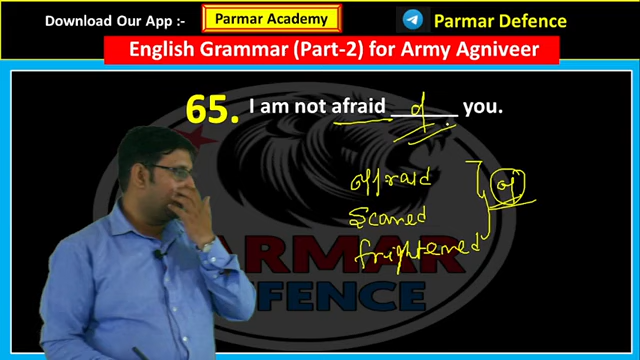 Download Our App :- Parmar Academy Parmar Defence
English Grammar (Part-2) for Army Agniveer
65. I am not afraid of you.
afraid
of
Scared
frightened
PARMAR
DEFENCE